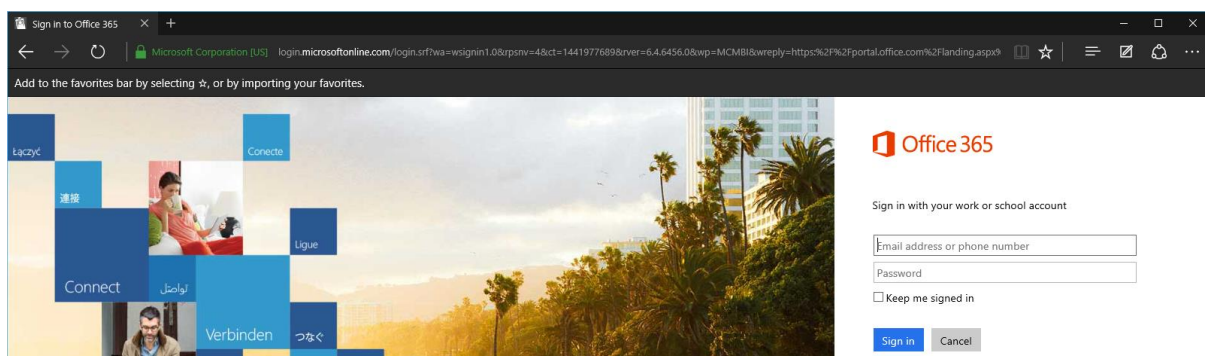 Sign in to Office 365
Microsoft Corporation [US] login.microsoftonline.com/login.srf?wa=wsignin1.0&rpsnv=4&ct=1441977689&rver=6.4.6456.0&wp=MCMBI&wreply=https:%2F%2Fportal.office.com%2Flanding.aspx%
Add to the favorites bar by selecting ☆, or by importing your favorites.
Łączyć
Conecte
連接
Ligue
Connect
تواصل
Verbinden
つなぐ
Office 365
Sign in with your work or school account
Email address or phone number
Password
Keep me signed in
Sign in Cancel